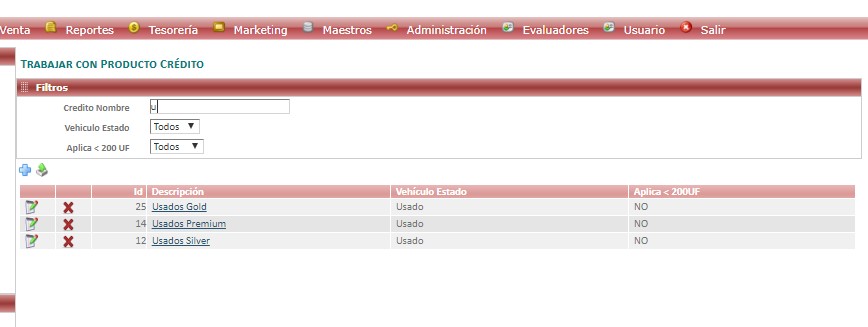 Venta Reportes Tesorería Marketing Maestros Administración Evaluadores Usuario Salir
TRABAJAR CON PRODUCTO CRÉDITO
Filtros
Credito Nombre u
Vehiculo Estado Todos
Aplica < 200 UF Todos
Id Descripción Vehículo Estado Aplica < 200UF
25 Usados Gold Usado NO
14 Usados Premium Usado NO
12 Usados Silver Usado NO